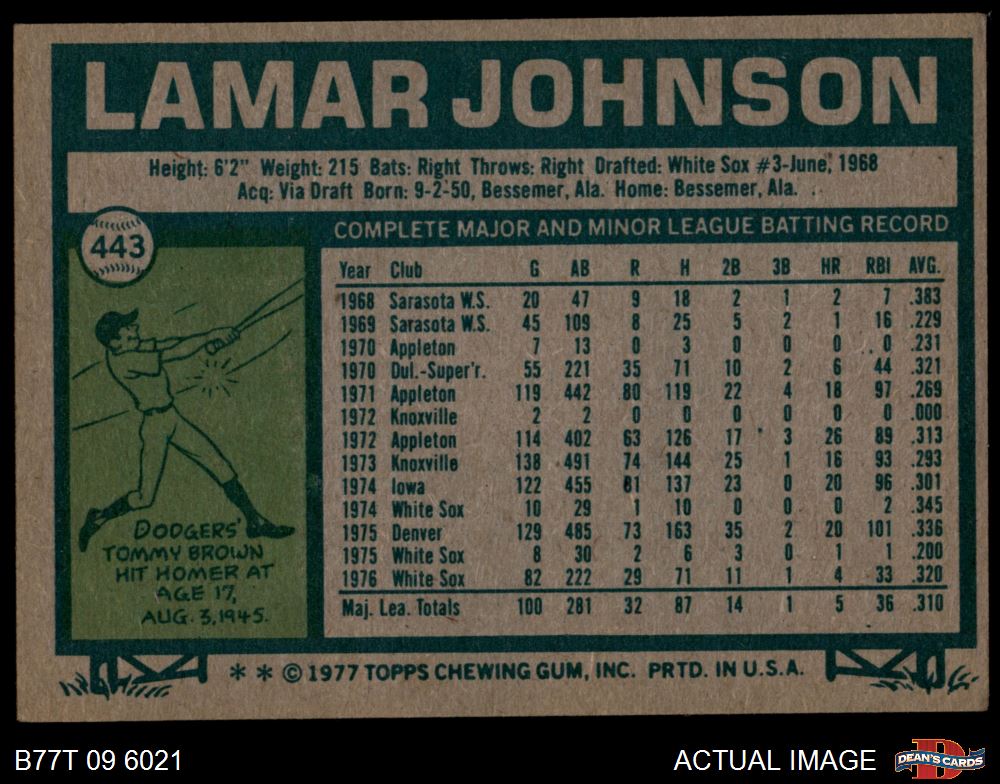 LAMAR JOHNSON
Height: 6'2" Weight: 215 Bats: Right Throws: Right Drafted: White Sox #3-June, 1968
Acq: Via Draft Born: 9-2-50, Bessemer, Ala. Home: Bessemer, Ala.
443
COMPLETE MAJOR AND MINOR LEAGUE BATTING RECORD
Year Club G AB R H 2B 3B HR RBI AVG.
1968 Sarasota W.S. 20 47 9 18 2 1 2 7 .383
1969 Sarasota W.S. 45 109 8 25 5 2 1 16 .229
1970 Appleton 7 13 0 3 0 0 0 0 .231
1970 Dul.-Super'r. 55 221 35 71 10 2 6 44 .321
1971 Appleton 119 442 80 119 22 4 18 97 .269
1972 Knoxville 2 2 0 0 0 0 0 0 .000
1972 Appleton 114 402 63 126 17 3 26 89 .313
1973 Knoxville 138 491 74 144 25 1 16 93 .293
1974 Iowa 122 455 81 137 23 0 20 96 .301
1974 White Sox 10 29 1 10 0 0 0 2 .345
1975 Denver 129 485 73 163 35 2 20 101 .336
1975 White Sox 8 30 2 6 3 0 1 1 .200
1976 White Sox 82 222 29 71 11 1 4 33 .320
Maj. Lea. Totals 100 281 32 87 14 1 5 36 .310
DODGERS'
TOMMY BROWN
HIT HOMER AT
AGE 17,
AUG. 3, 1945.
* * © 1977 TOPPS CHEWING GUM, INC. PRTD. IN U.S.A.
B77T 09 6021
ACTUAL IMAGE
D
DEAN'S CARDS